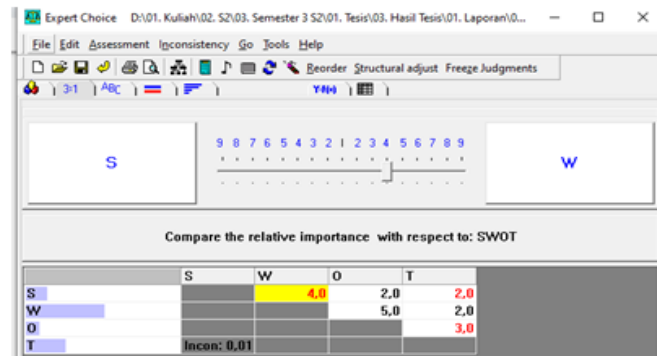 Expert Choice D:\01. Kuliah\02. S2\03. Semester 3 S2\01. Tesis\03. Hasil Tesis\01. Laporan\0...
File Edit Assessment Inconsistency Go Tools Help
Reorder Structural adjust Freeze Judgments
3:1 ABC Y=f(x)
9 8 7 6 5 4 3 2 1 2 3 4 5 6 7 8 9
S W
Compare the relative importance with respect to: SWOT
S W O T
S 4,0 2,0 2,0
W 5,0 2,0
O 3,0
T Incon: 0,01